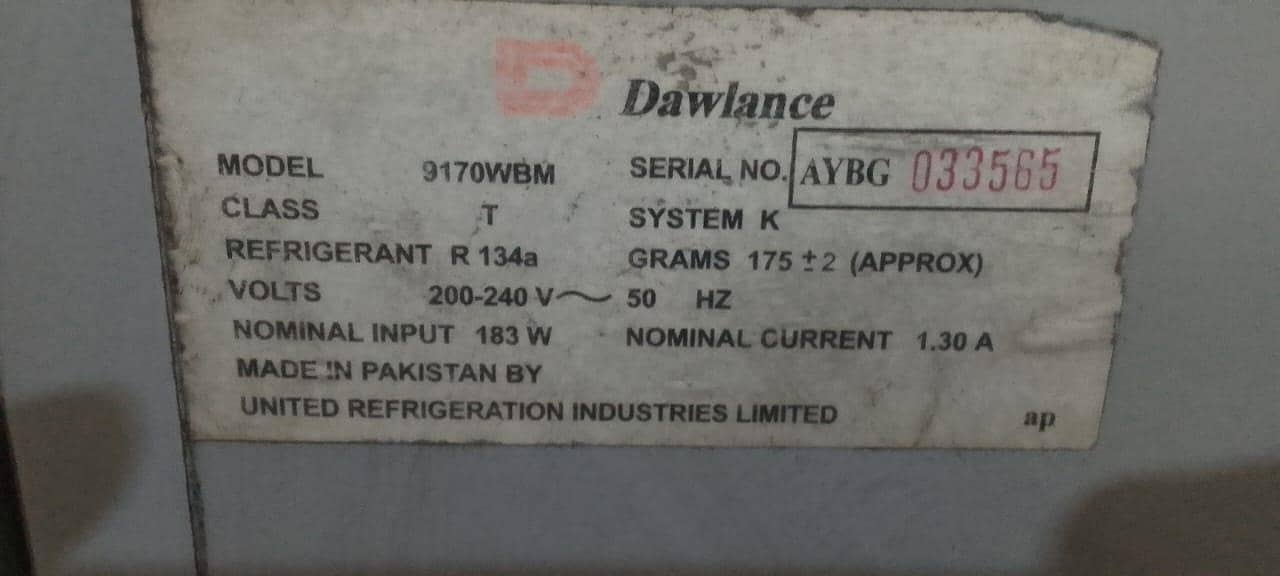 Dawlance
MODEL 9170WBM SERIAL NO. AYBG 033565
CLASS T SYSTEM K
REFRIGERANT R 134a GRAMS 175 ±2 (APPROX)
VOLTS 200-240 V~ 50 HZ
NOMINAL INPUT 183 W NOMINAL CURRENT 1.30 A
MADE IN PAKISTAN BY
UNITED REFRIGERATION INDUSTRIES LIMITED
ap